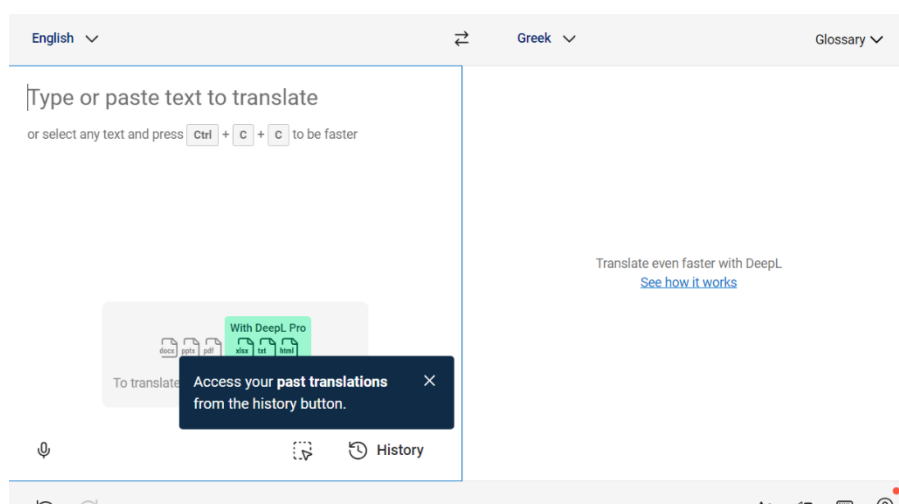 English
Greek
Glossary
Type or paste text to translate
or select any text and press Ctrl + C + C to be faster
Translate even faster with DeepL
See how it works
With DeepL Pro
docx pptx pdf xlsx txt html
To translate
Access your past translations
from the history button.
History